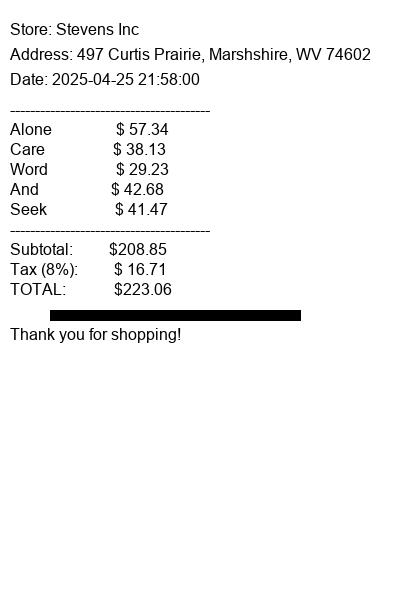 Store: Stevens Inc
Address: 497 Curtis Prairie, Marshshire, WV 74602
Date: 2025-04-25 21:58:00
----------------------------------------
Alone $ 57.34
Care $ 38.13
Word $ 29.23
And $ 42.68
Seek $ 41.47
----------------------------------------
Subtotal: $208.85
Tax (8%): $ 16.71
TOTAL: $223.06
Thank you for shopping!